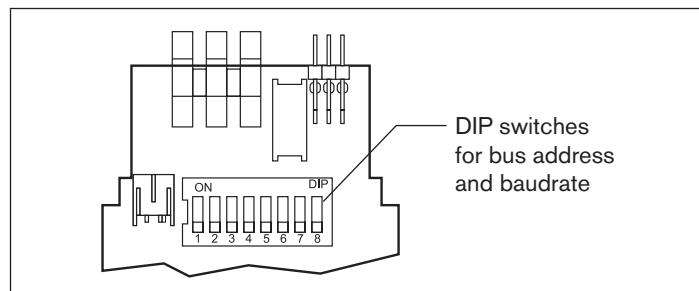 DIP switches
for bus address
and baudrate
ON DIP
1 2 3 4 5 6 7 8